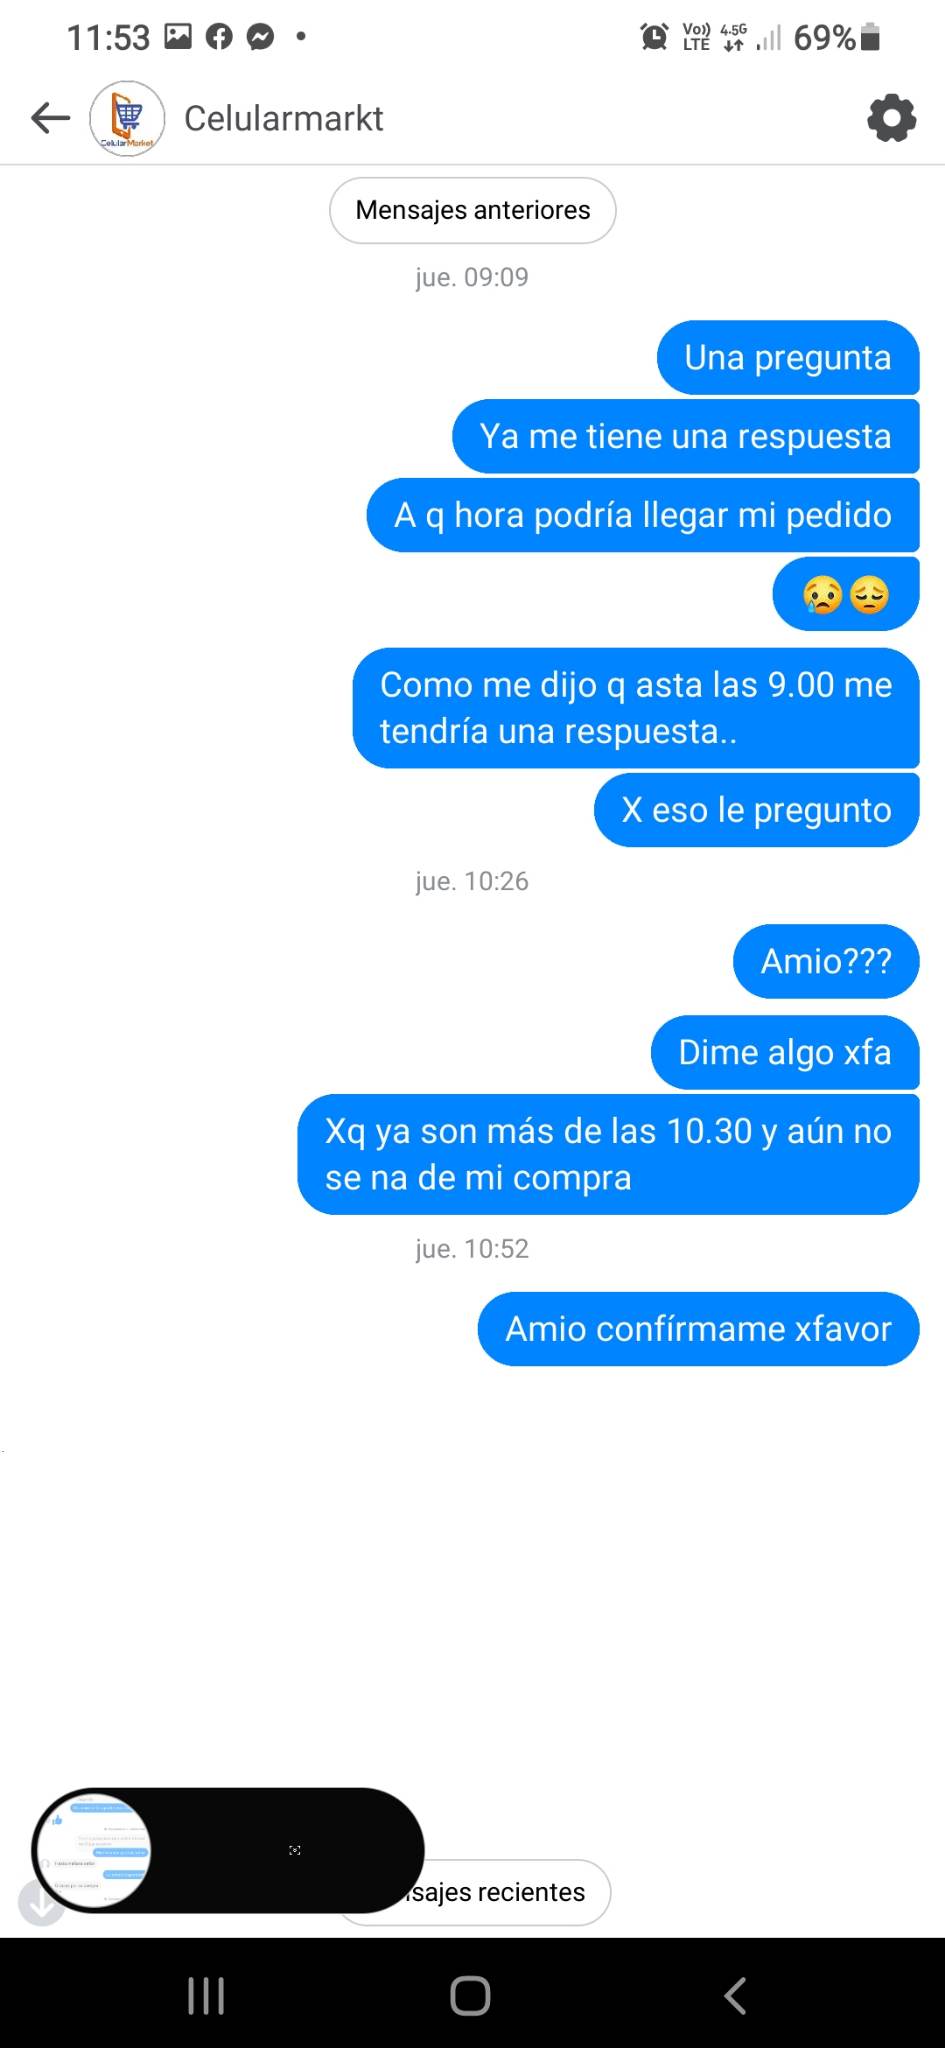 11:53
Vo)) 4.5G
LTE
69%
Celularmarkt
CelularMarket
Mensajes anteriores
jue. 09:09
Una pregunta
Ya me tiene una respuesta
A q hora podría llegar mi pedido
😢😔
Como me dijo q asta las 9.00 me
tendría una respuesta..
X eso le pregunto
jue. 10:26
Amio???
Dime algo xfa
Xq ya son más de las 10.30 y aún no
se na de mi compra
jue. 10:52
Amio confírmame xfavor
sajes recientes